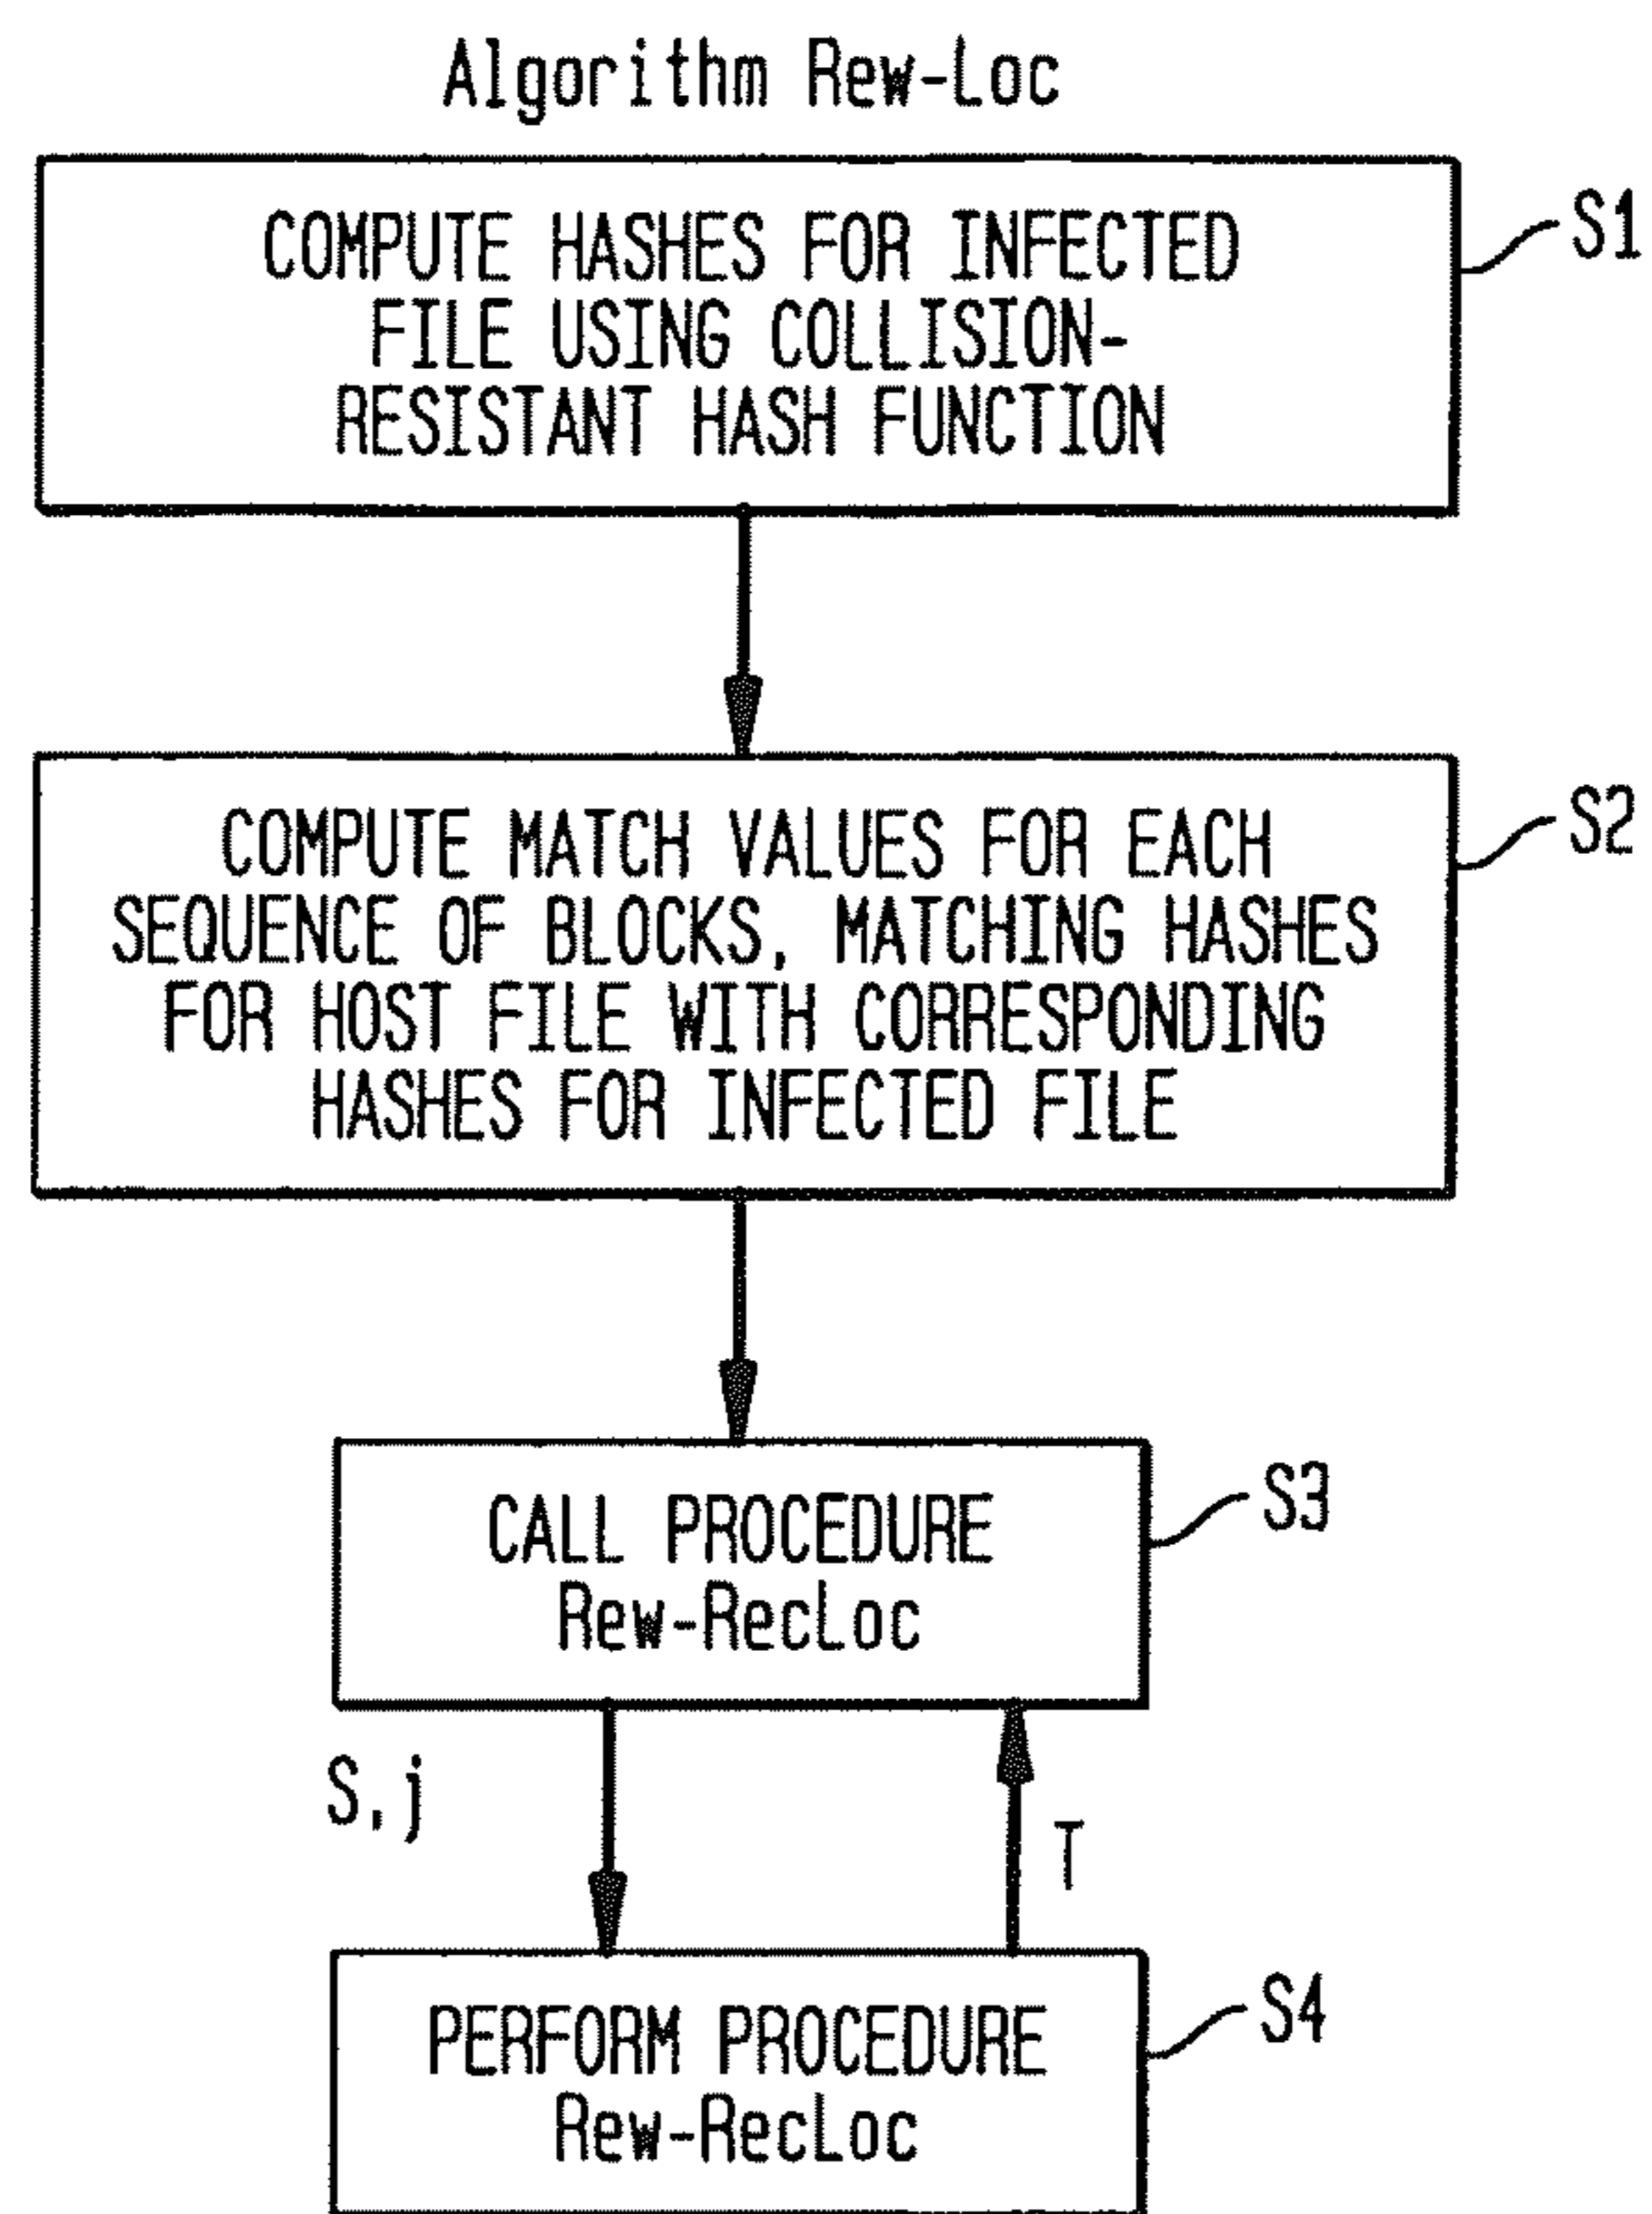 Algorithm Rew-Loc
COMPUTE HASHES FOR INFECTED
FILE USING COLLISION-
RESISTANT HASH FUNCTION
S1
COMPUTE MATCH VALUES FOR EACH
SEQUENCE OF BLOCKS, MATCHING HASHES
FOR HOST FILE WITH CORRESPONDING
HASHES FOR INFECTED FILE
S2
CALL PROCEDURE
Rew-RecLoc
S3
S,j
T
PERFORM PROCEDURE
Rew-RecLoc
S4